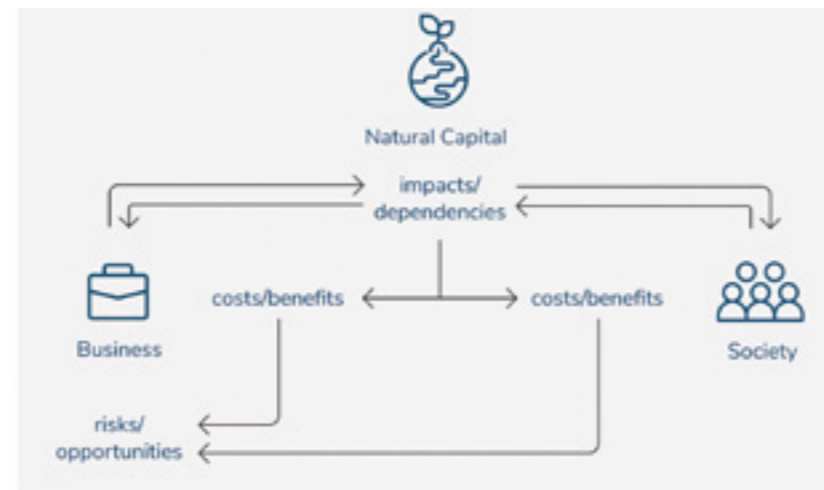 Natural Capital
impacts/
dependencies
costs/benefits
costs/benefits
Business
Society
risks/
opportunities